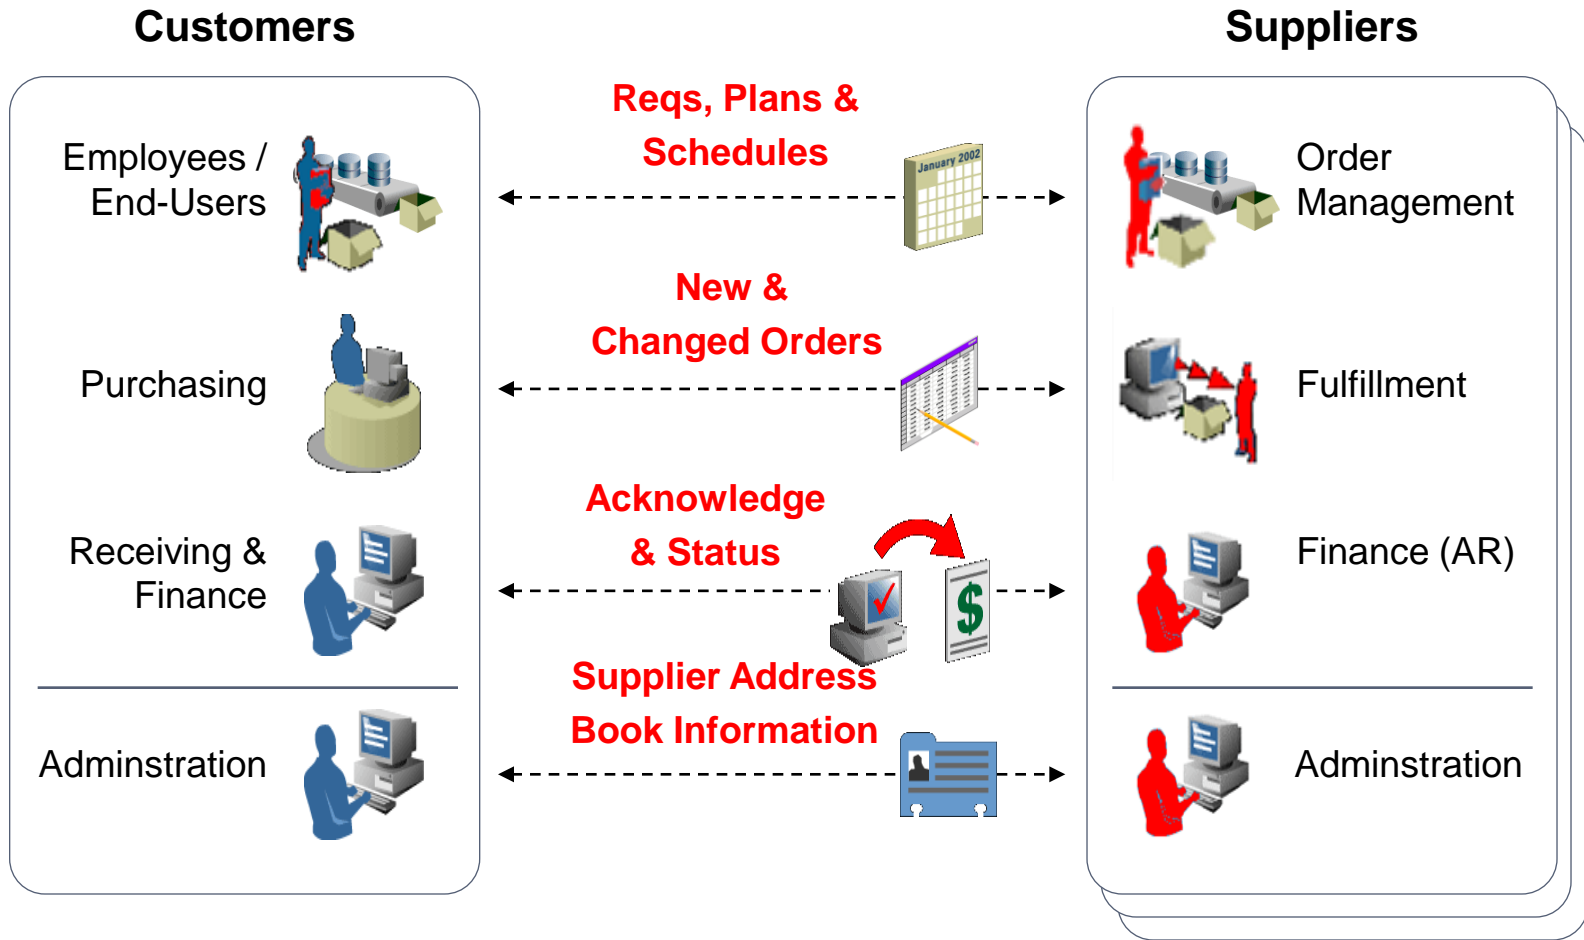 Customers
Suppliers
Reqs, Plans &
Schedules
Employees /
End-Users
January 2002
Order
Management
New &
Changed Orders
Purchasing
Fulfillment
Acknowledge
& Status
Receiving &
Finance
$
Finance (AR)
Supplier Address
Book Information
Adminstration
Adminstration